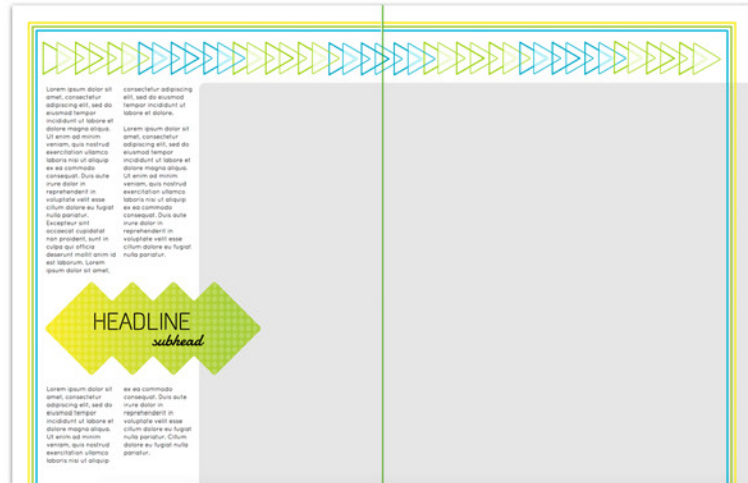 Lorem ipsum dolor sit
amet, consectetur
adipiscing elit, sed do
eiusmod tempor
incididunt ut labore et
dolore magna aliqua.
Ut enim ad minim
veniam, quis nostrud
exercitation ullamco
laboris nisi ut aliquip
ex ea commodo
consequat. Duis aute
irure dolor in
reprehenderit in
voluptate velit esse
cillum dolore eu fugiat
nulla pariatur.
Excepteur sint
occaecat cupidatat
non proident, sunt in
culpa qui officia
deserunt mollit anim id
est laborum. Lorem
ipsum dolor sit amet,
consectetur adipiscing
elit, sed do eiusmod
tempor incididunt ut
labore et dolore.
Lorem ipsum dolor sit
amet, consectetur
adipiscing elit, sed do
eiusmod tempor
incididunt ut labore et
dolore magna aliqua.
Ut enim ad minim
veniam, quis nostrud
exercitation ullamco
laboris nisi ut aliquip
ex ea commodo
consequat. Duis aute
irure dolor in
reprehenderit in
voluptate velit esse
cillum dolore eu fugiat
nulla pariatur.
HEADLINE
subhead
Lorem ipsum dolor sit
amet, consectetur
adipiscing elit, sed do
eiusmod tempor
incididunt ut labore et
dolore magna aliqua.
Ut enim ad minim
veniam, quis nostrud
exercitation ullamco
laboris nisi ut aliquip
ex ea commodo
consequat. Duis aute
irure dolor in
reprehenderit in
voluptate velit esse
cillum dolore eu fugiat
nulla pariatur. Cillum
dolore eu fugiat nulla
pariatur.